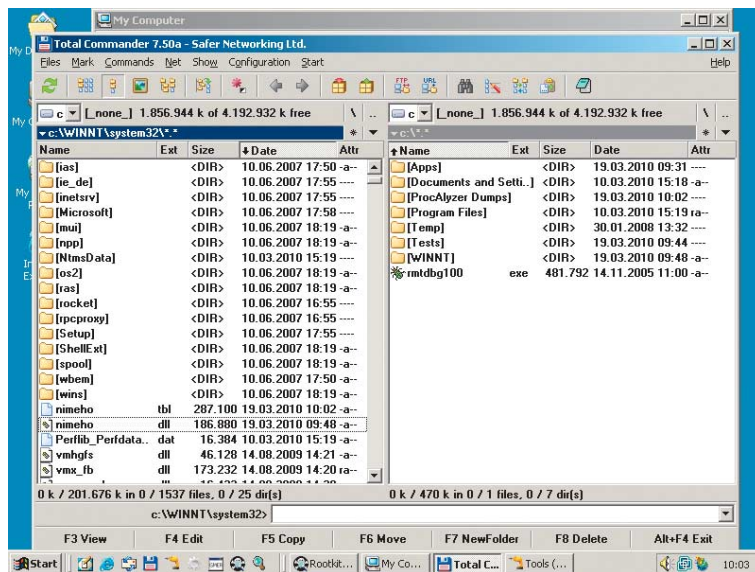 My Computer
Total Commander 7.50a - Safer Networking Ltd.
Files Mark Commands Net Show Configuration Start Help
FTP URL
c [_none_] 1.856.944 k of 4.192.932 k free \ ..
c [_none_] 1.856.944 k of 4.192.932 k free \ ..
c:\WINNT\system32\*.* *
c:\*.* *
Name Ext Size Date Attr
Name Ext Size Date Attr
[ias] <DIR> 10.06.2007 17:50 -a--
[ie_de] <DIR> 10.06.2007 17:55 ----
[inetsrv] <DIR> 10.06.2007 17:55 ----
[Microsoft] <DIR> 10.06.2007 17:58 ----
[mui] <DIR> 10.06.2007 18:19 -a--
[npp] <DIR> 10.06.2007 18:19 -a--
[NtmsData] <DIR> 10.03.2010 15:19 ----
[os2] <DIR> 10.06.2007 18:19 -a--
[ras] <DIR> 10.06.2007 18:19 -a--
[rocket] <DIR> 10.06.2007 16:55 ----
[rpcproxy] <DIR> 10.06.2007 16:55 ----
[Setup] <DIR> 10.06.2007 17:55 ----
[ShellExt] <DIR> 10.06.2007 18:19 -a--
[spool] <DIR> 10.06.2007 18:19 -a--
[wbem] <DIR> 10.06.2007 17:50 -a--
[wins] <DIR> 10.06.2007 18:19 -a--
nimeho tbl 287.100 19.03.2010 10:02 -a--
nimeho dll 186.880 19.03.2010 09:48 -a--
Perflib_Perfdata.. dat 16.384 10.03.2010 15:19 -a--
vmhgfs dll 46.128 14.08.2009 14:21 -a--
vmx_fb dll 173.232 14.08.2009 14:20 ra--
[Apps] <DIR> 19.03.2010 09:31 ----
[Documents and Setti..] <DIR> 10.03.2010 15:18 -a--
[ProcAlyzer Dumps] <DIR> 19.03.2010 10:02 ----
[Program Files] <DIR> 10.03.2010 15:19 ra--
[Temp] <DIR> 30.01.2008 13:32 ----
[Tests] <DIR> 19.03.2010 09:44 ----
[WINNT] <DIR> 19.03.2010 09:48 -a--
rmtdbg100 exe 481.792 14.11.2005 11:00 -a--
0 k / 201.676 k in 0 / 1537 files, 0 / 25 dir(s)
0 k / 470 k in 0 / 1 files, 0 / 7 dir(s)
c:\WINNT\system32>
F3 View F4 Edit F5 Copy F6 Move F7 NewFolder F8 Delete Alt+F4 Exit
Start Rootkit... My Co... Total C... Tools (... 10:03